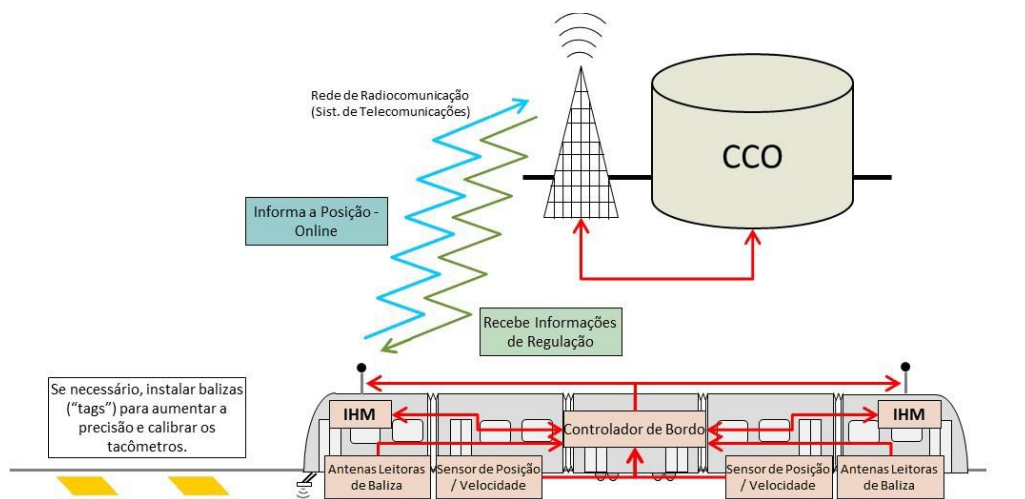 Rede de Radiocomunicação
(Sist. de Telecomunicações)
CCO
Informa a Posição -
Online
Recebe Informações
de Regulação
Se necessário, instalar balizas
(“tags”) para aumentar a
precisão e calibrar os
tacômetros.
IHM
Controlador de Bordo
IHM
Antenas Leitoras
de Baliza
Sensor de Posição
/ Velocidade
Sensor de Posição
/ Velocidade
Antenas Leitoras
de Baliza